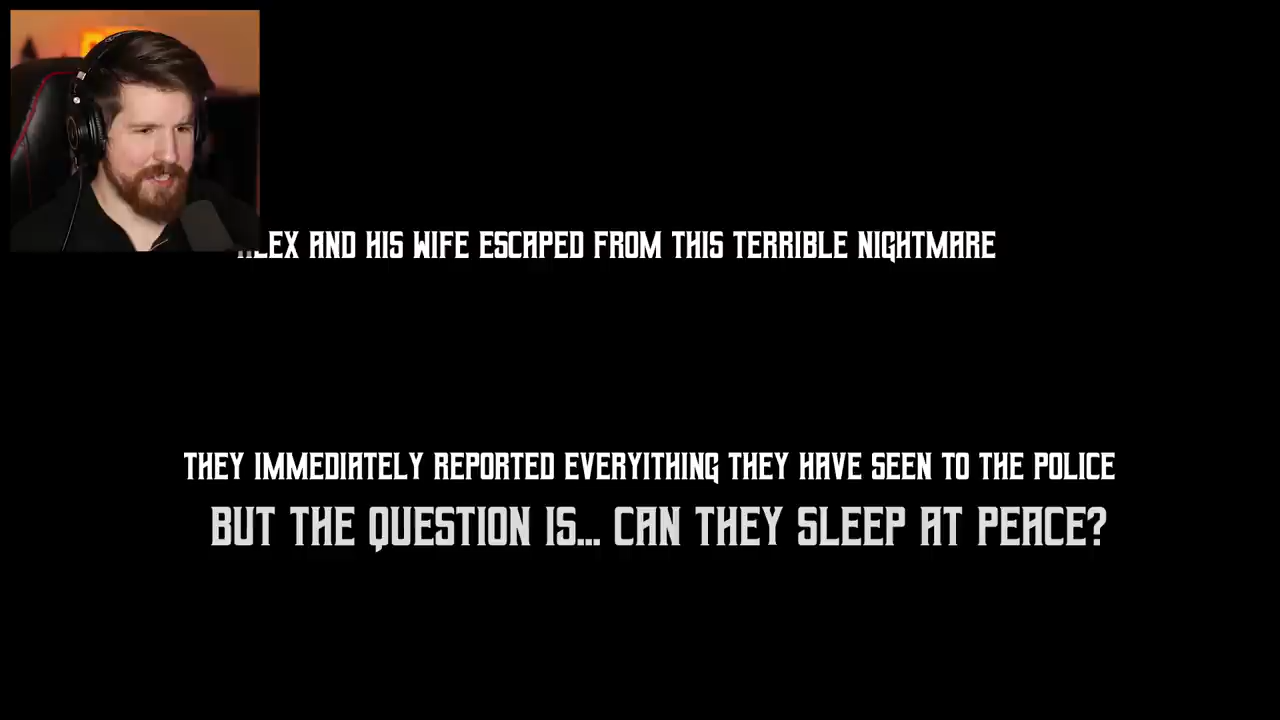 AND HIS WIFE ESCAPED FROM THIS TERRIBLE NIGHTMARE
THEY IMMEDIATELY REPORTED EVERYITHING THEY HAVE SEEN TO THE POLICE
BUT THE QUESTION IS... CAN THEY SLEEP AT PEACE?